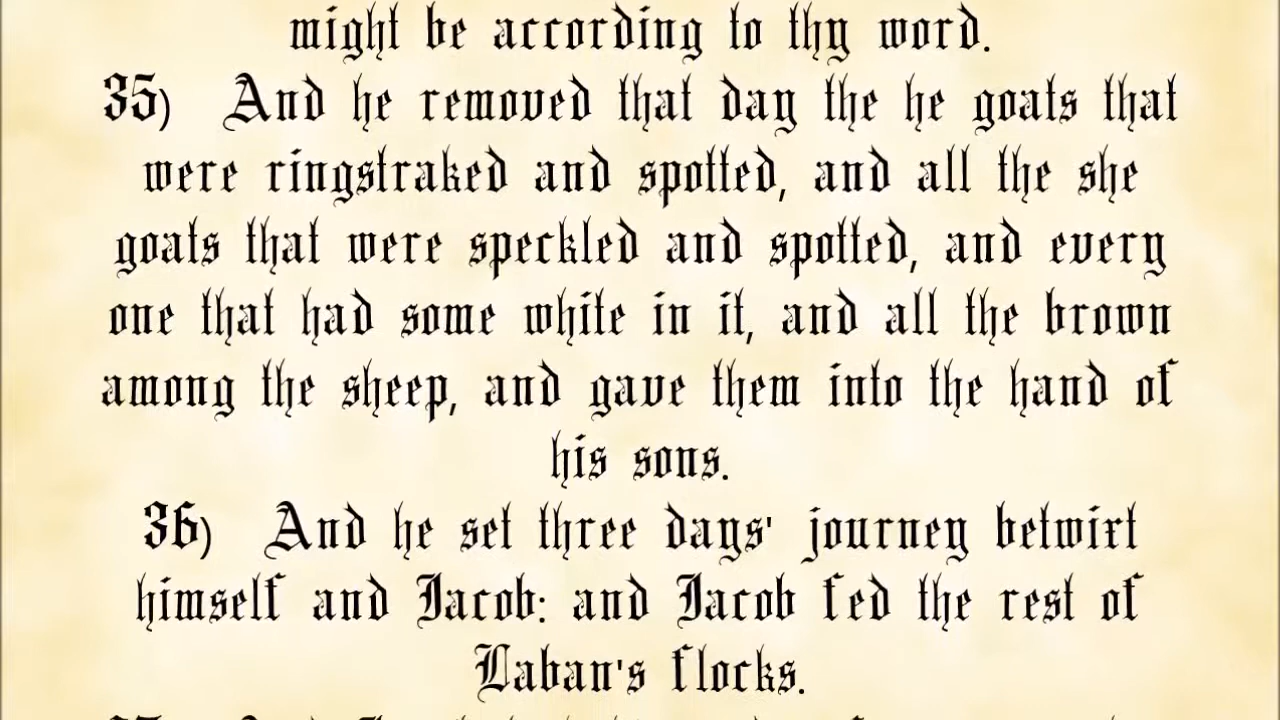 might be according to thy word.
35) And he removed that day the he goats that
were ringstraked and spotted, and all the she
goats that were speckled and spotted, and every
one that had some white in it, and all the brown
among the sheep, and gave them into the hand of
his sons.
36) And he set three days' journey betwixt
himself and Jacob: and Jacob fed the rest of
Laban's flocks.